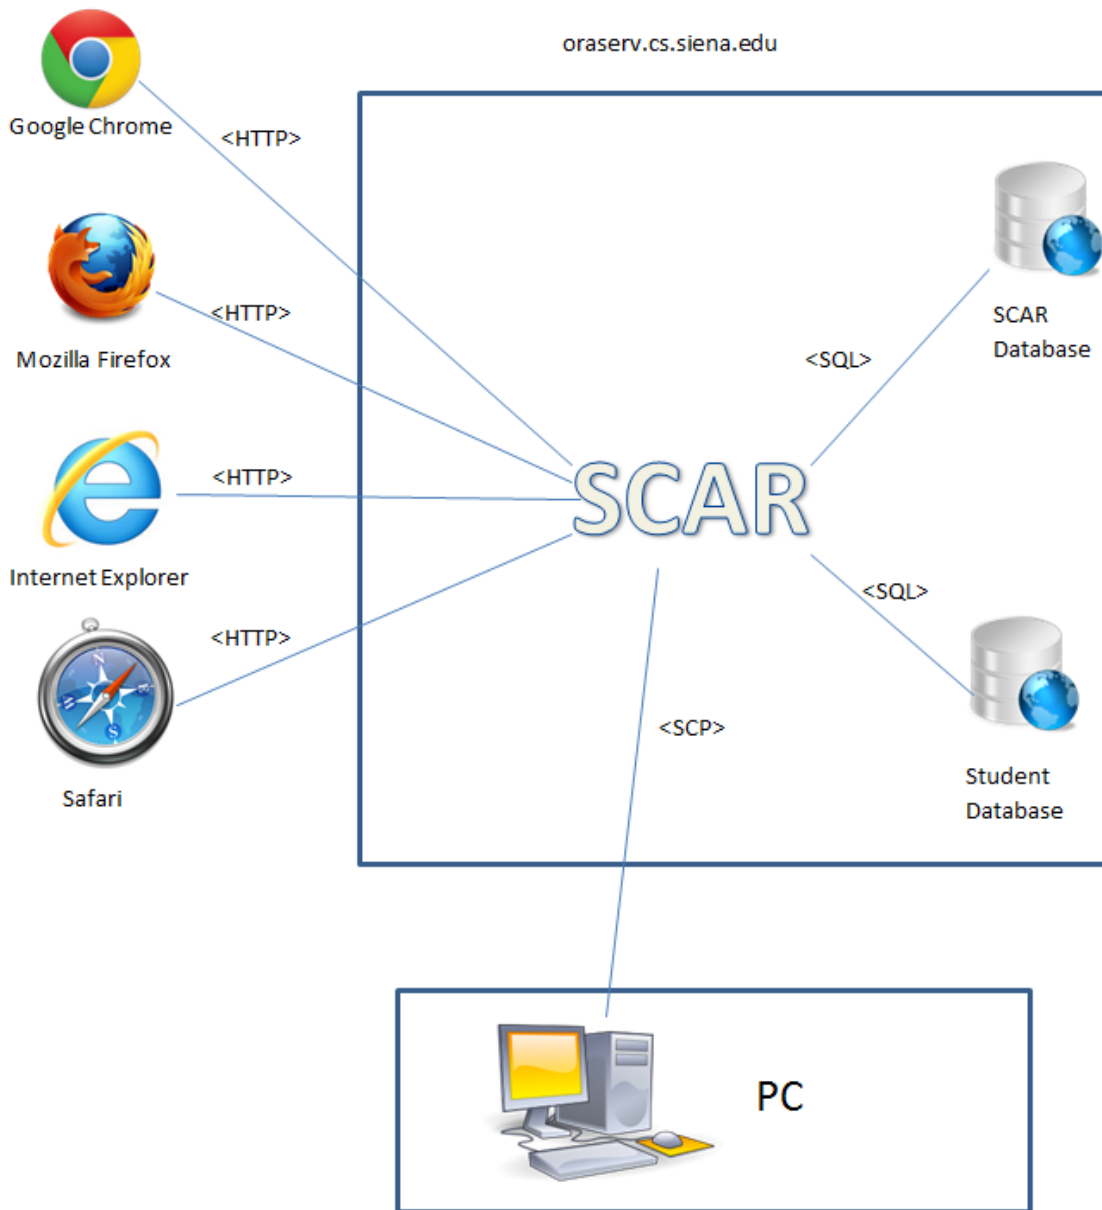 oraserv.cs.siena.edu
Google Chrome
<HTTP>
Mozilla Firefox
<HTTP>
Internet Explorer
<HTTP>
Safari
<HTTP>
SCAR
<SQL>
SCAR
Database
<SQL>
Student
Database
<SCP>
PC